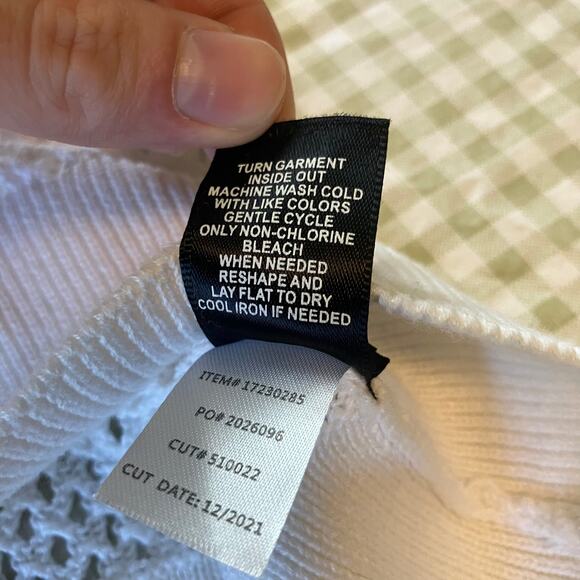 TURN GARMENT
INSIDE OUT
MACHINE WASH COLD
WITH LIKE COLORS
GENTLE CYCLE
ONLY NON-CHLORINE
BLEACH
WHEN NEEDED
RESHAPE AND
LAY FLAT TO DRY
COOL IRON IF NEEDED
ITEM# 17230285
PO# 2026096
CUT# 510022
CUT DATE: 12/2021